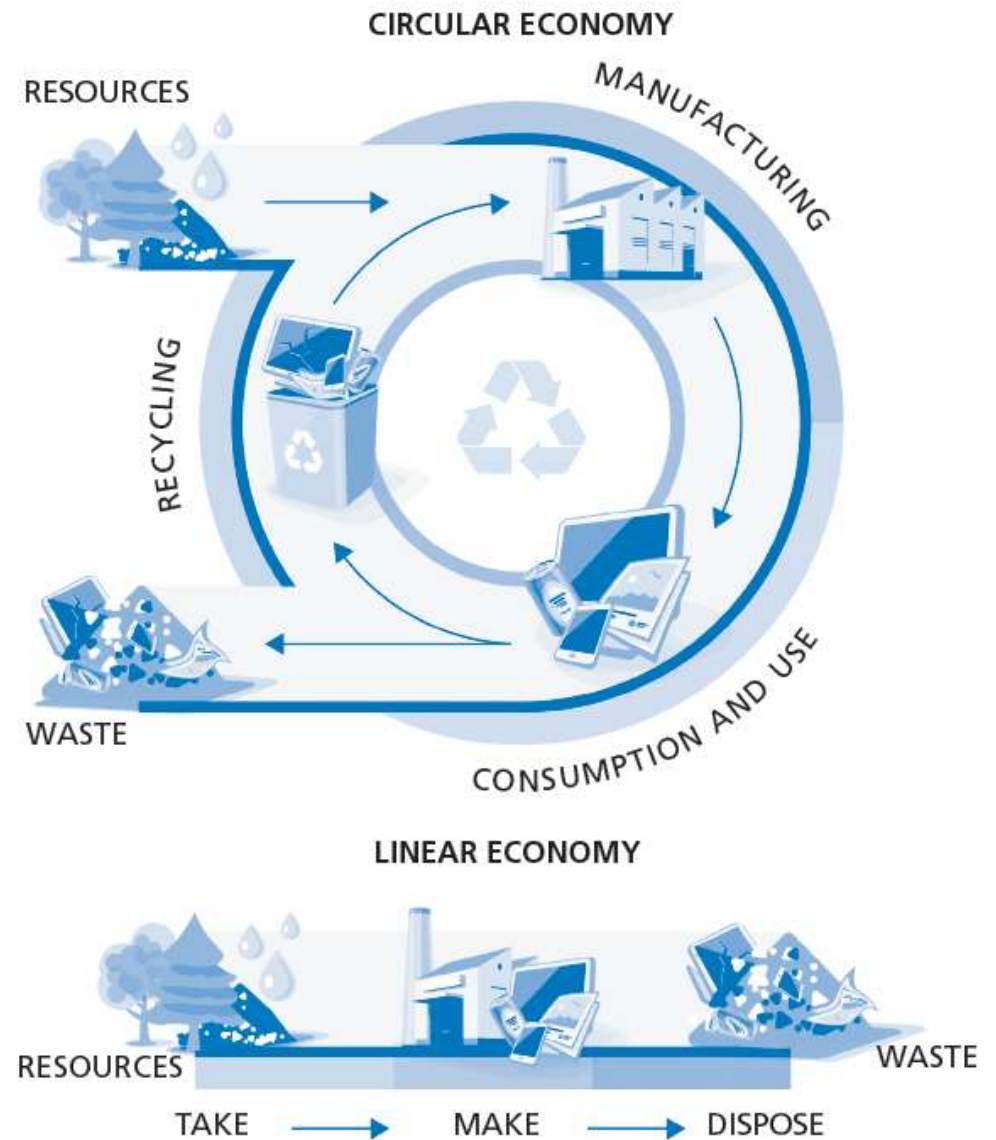 CIRCULAR ECONOMY
RESOURCES
MANUFACTURING
RECYCLING
WASTE
CONSUMPTION AND USE
LINEAR ECONOMY
RESOURCES
WASTE
TAKE
MAKE
DISPOSE